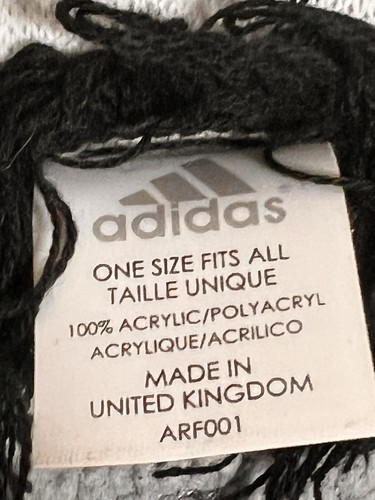 adidas
ONE SIZE FITS ALL
TAILLE UNIQUE
100% ACRYLIC/POLYACRYL
ACRYLIQUE/ACRILICO
MADE IN
UNITED KINGDOM
ARF001